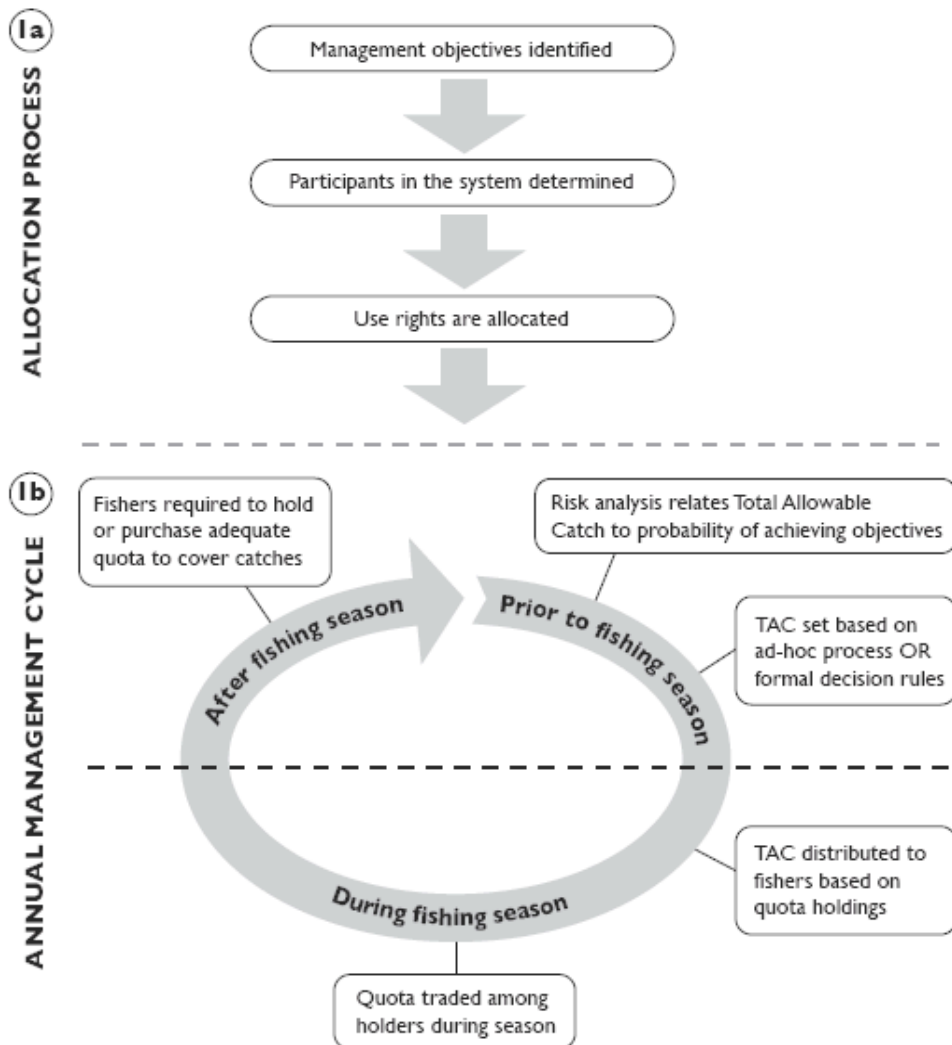 1a
ALLOCATION PROCESS
Management objectives identified
Participants in the system determined
Use rights are allocated
1b
ANNUAL MANAGEMENT CYCLE
Fishers required to hold
or purchase adequate
quota to cover catches
Risk analysis relates Total Allowable
Catch to probability of achieving objectives
After fishing season
Prior to fishing season
TAC set based on
ad-hoc process OR
formal decision rules
TAC distributed to
fishers based on
quota holdings
During fishing season
Quota traded among
holders during season